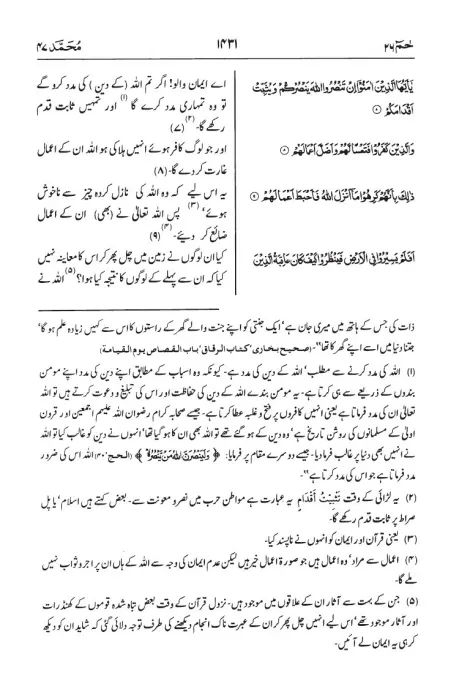 حٰمٓ ٢٦
١٤٣١
مُحَمَّد ٤٧
يٰۤاَيُّهَا الَّذِيْنَ اٰمَنُوْۤا اِنْ تَنْصُرُوا اللّٰهَ يَنْصُرْكُمْ وَيُثَبِّتْ
اَقْدَامَكُمْ
وَالَّذِيْنَ كَفَرُوْا فَتَعْسًا لَّهُمْ وَاَضَلَّ اَعْمَالَهُمْ
ذٰلِكَ بِاَنَّهُمْ كَرِهُوْا مَاۤ اَنْزَلَ اللّٰهُ فَاَحْبَطَ اَعْمَالَهُمْ
اَفَلَمْ يَسِيْرُوْا فِي الْاَرْضِ فَيَنْظُرُوْا كَيْفَ كَانَ عَاقِبَةُ الَّذِيْنَ
اے ایمان والو! اگر تم اللہ (کے دین) کی مدد کرو گے
تو وہ تمہاری مدد کرے گا (۱) اور تمہیں ثابت قدم
رکھے گا۔ (۲) (۷)
اور جو لوگ کافر ہوئے انہیں ہلاکی ہو اللہ ان کے اعمال
غارت کر دے گا۔ (۸)
یہ اس لیے کہ وہ اللہ کی نازل کردہ چیز سے ناخوش
ہوئے، (۳) پس اللہ تعالیٰ نے (بھی) ان کے اعمال
ضائع کر دیئے۔ (۴) (۹)
کیا ان لوگوں نے زمین میں چل پھر کر اس کا معاینہ نہیں
کیا کہ ان سے پہلے کے لوگوں کا نتیجہ کیا ہوا؟ (۵) اللہ نے
ذات کی جس کے ہاتھ میں میری جان ہے، ایک جنتی کو اپنے جنت والے گھر کے راستوں کا اس سے کہیں زیادہ علم ہو گا
جتنا دنیا میں اسے اپنے گھر کا تھا"۔ (صحیح بخاری، کتاب الرقاق، باب القصاص یوم القیامة)
(۱) اللہ کی مدد کرنے سے مطلب، اللہ کے دین کی مدد ہے۔ کیونکہ وہ اسباب کے مطابق اپنے دین کی مدد اپنے مومن
بندوں کے ذریعے سے ہی کرتا ہے۔ یہ مومن بندے اللہ کے دین کی حفاظت اور اس کی تبلیغ و دعوت کرتے ہیں تو اللہ
تعالیٰ ان کی مدد فرماتا ہے یعنی انہیں کافروں پر فتح و غلبہ عطا کرتا ہے۔ جیسے صحابہ کرام رضوان اللہ علیہم اجمعین اور قرون
اولیٰ کے مسلمانوں کی روشن تاریخ ہے، وہ دین کے ہو گئے تھے تو اللہ بھی ان کا ہو گیا تھا، انہوں نے دین کو غالب کیا تو اللہ
نے انہیں بھی دنیا پر غالب فرما دیا۔ جیسے دوسرے مقام پر فرمایا: ﴿ وَلَيَنْصُرَنَّ اللّٰهُ مَنْ يَّنْصُرُهٗ ﴾ (الحج۔۴۰) اللہ اس کی ضرور
مدد فرماتا ہے جو اس کی مدد کرتا ہے"۔
(۲) یہ لڑائی کے وقت تَثْبِيْتُ أَقْدَامٍ یہ عبارت ہے مواطن حرب میں نصر و معونت سے۔ بعض کہتے ہیں اسلام، یا پل
صراط پر ثابت قدم رکھے گا۔
(۳) یعنی قرآن اور ایمان کو انہوں نے ناپسند کیا۔
(۴) اعمال سے مراد، وہ اعمال ہیں جو صورۃً اعمال خیر ہیں لیکن عدم ایمان کی وجہ سے اللہ کے ہاں ان پر اجر و ثواب نہیں
ملے گا۔
(۵) جن کے بہت سے آثار ان کے علاقوں میں موجود ہیں۔ نزول قرآن کے وقت بعض تباہ شدہ قوموں کے کھنڈرات
اور آثار موجود تھے، اس لیے انہیں چل پھر کر ان کے عبرت ناک انجام دیکھنے کی طرف توجہ دلائی گئی کہ شاید ان کو دیکھ
کر ہی یہ ایمان لے آئیں۔